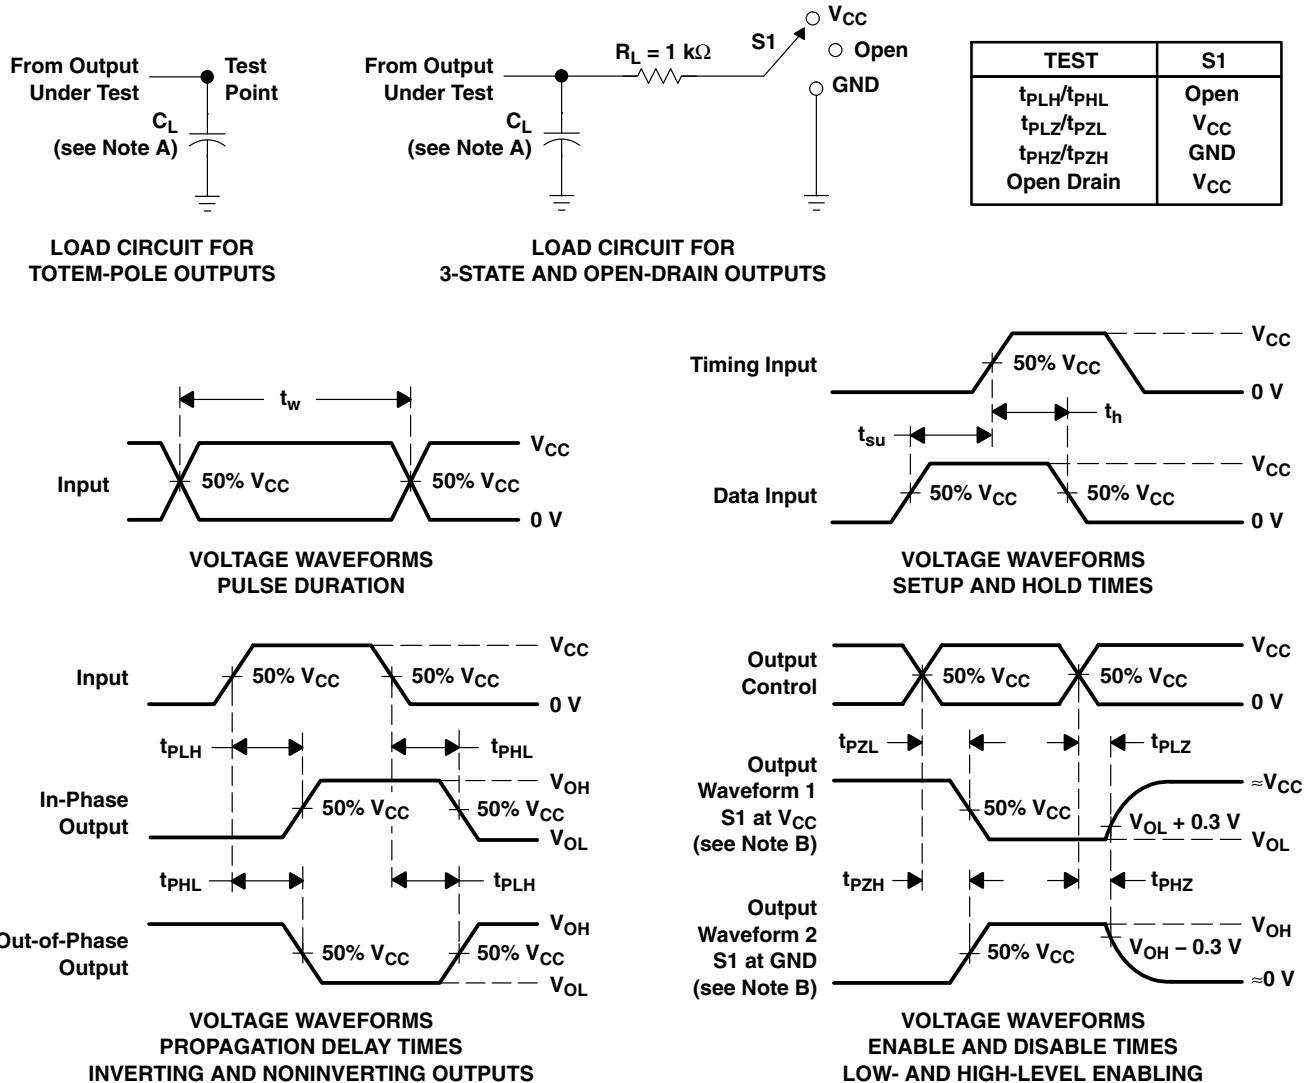 From Output
Under Test
Test
Point
CL
(see Note A)
LOAD CIRCUIT FOR
TOTEM-POLE OUTPUTS
From Output
Under Test
RL = 1 kΩ
S1
VCC
Open
GND
CL
(see Note A)
LOAD CIRCUIT FOR
3-STATE AND OPEN-DRAIN OUTPUTS
TEST S1
tPLH/tPHL Open
tPLZ/tPZL VCC
tPHZ/tPZH GND
Open Drain VCC
tw
Input
50% VCC
50% VCC
VCC
0 V
VOLTAGE WAVEFORMS
PULSE DURATION
Timing Input
50% VCC
VCC
0 V
th
tsu
Data Input
50% VCC
50% VCC
VCC
0 V
VOLTAGE WAVEFORMS
SETUP AND HOLD TIMES
Input
50% VCC
50% VCC
VCC
0 V
tPLH
tPHL
In-Phase
Output
50% VCC
50% VCC
VOH
VOL
tPHL
tPLH
Out-of-Phase
Output
50% VCC
50% VCC
VOH
VOL
VOLTAGE WAVEFORMS
PROPAGATION DELAY TIMES
INVERTING AND NONINVERTING OUTPUTS
Output
Control
50% VCC
50% VCC
VCC
0 V
tPZL
tPLZ
Output
Waveform 1
S1 at VCC
(see Note B)
50% VCC
VOL + 0.3 V
≈VCC
VOL
tPZH
tPHZ
Output
Waveform 2
S1 at GND
(see Note B)
50% VCC
VOH − 0.3 V
VOH
≈0 V
VOLTAGE WAVEFORMS
ENABLE AND DISABLE TIMES
LOW- AND HIGH-LEVEL ENABLING